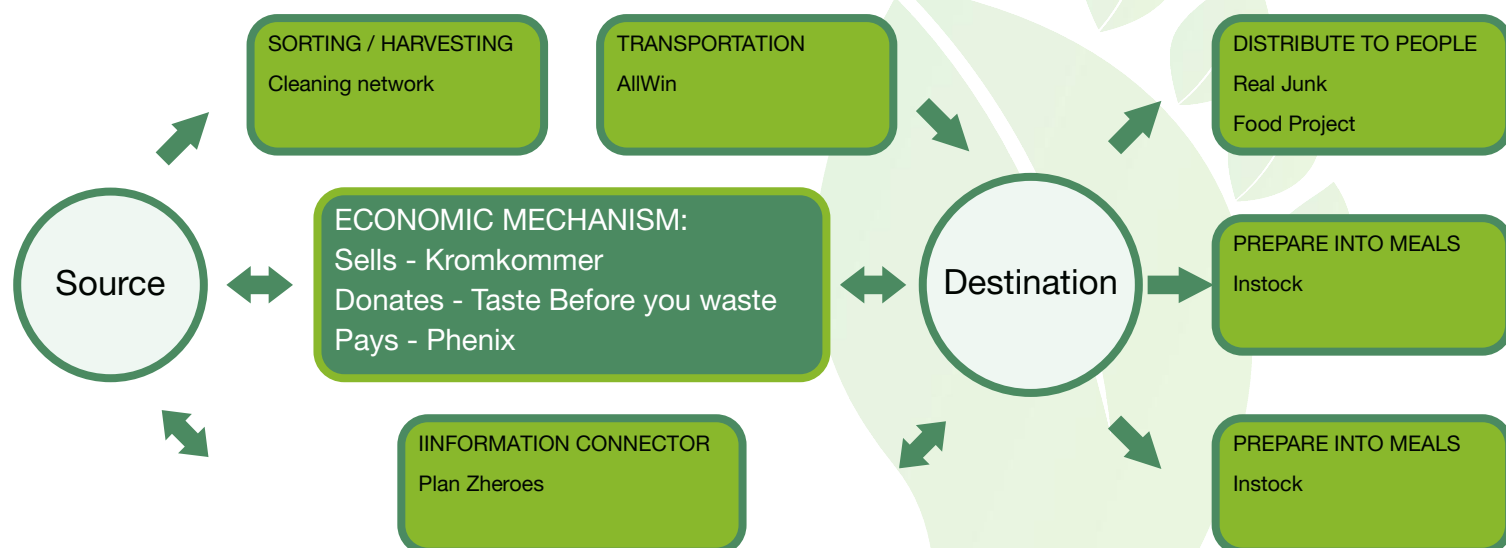 SORTING / HARVESTING
Cleaning network
TRANSPORTATION
AllWin
DISTRIBUTE TO PEOPLE
Real Junk
Food Project
Source
ECONOMIC MECHANISM:
Sells - Kromkommer
Donates - Taste Before you waste
Pays - Phenix
Destination
PREPARE INTO MEALS
Instock
IINFORMATION CONNECTOR
Plan Zheroes
PREPARE INTO MEALS
Instock